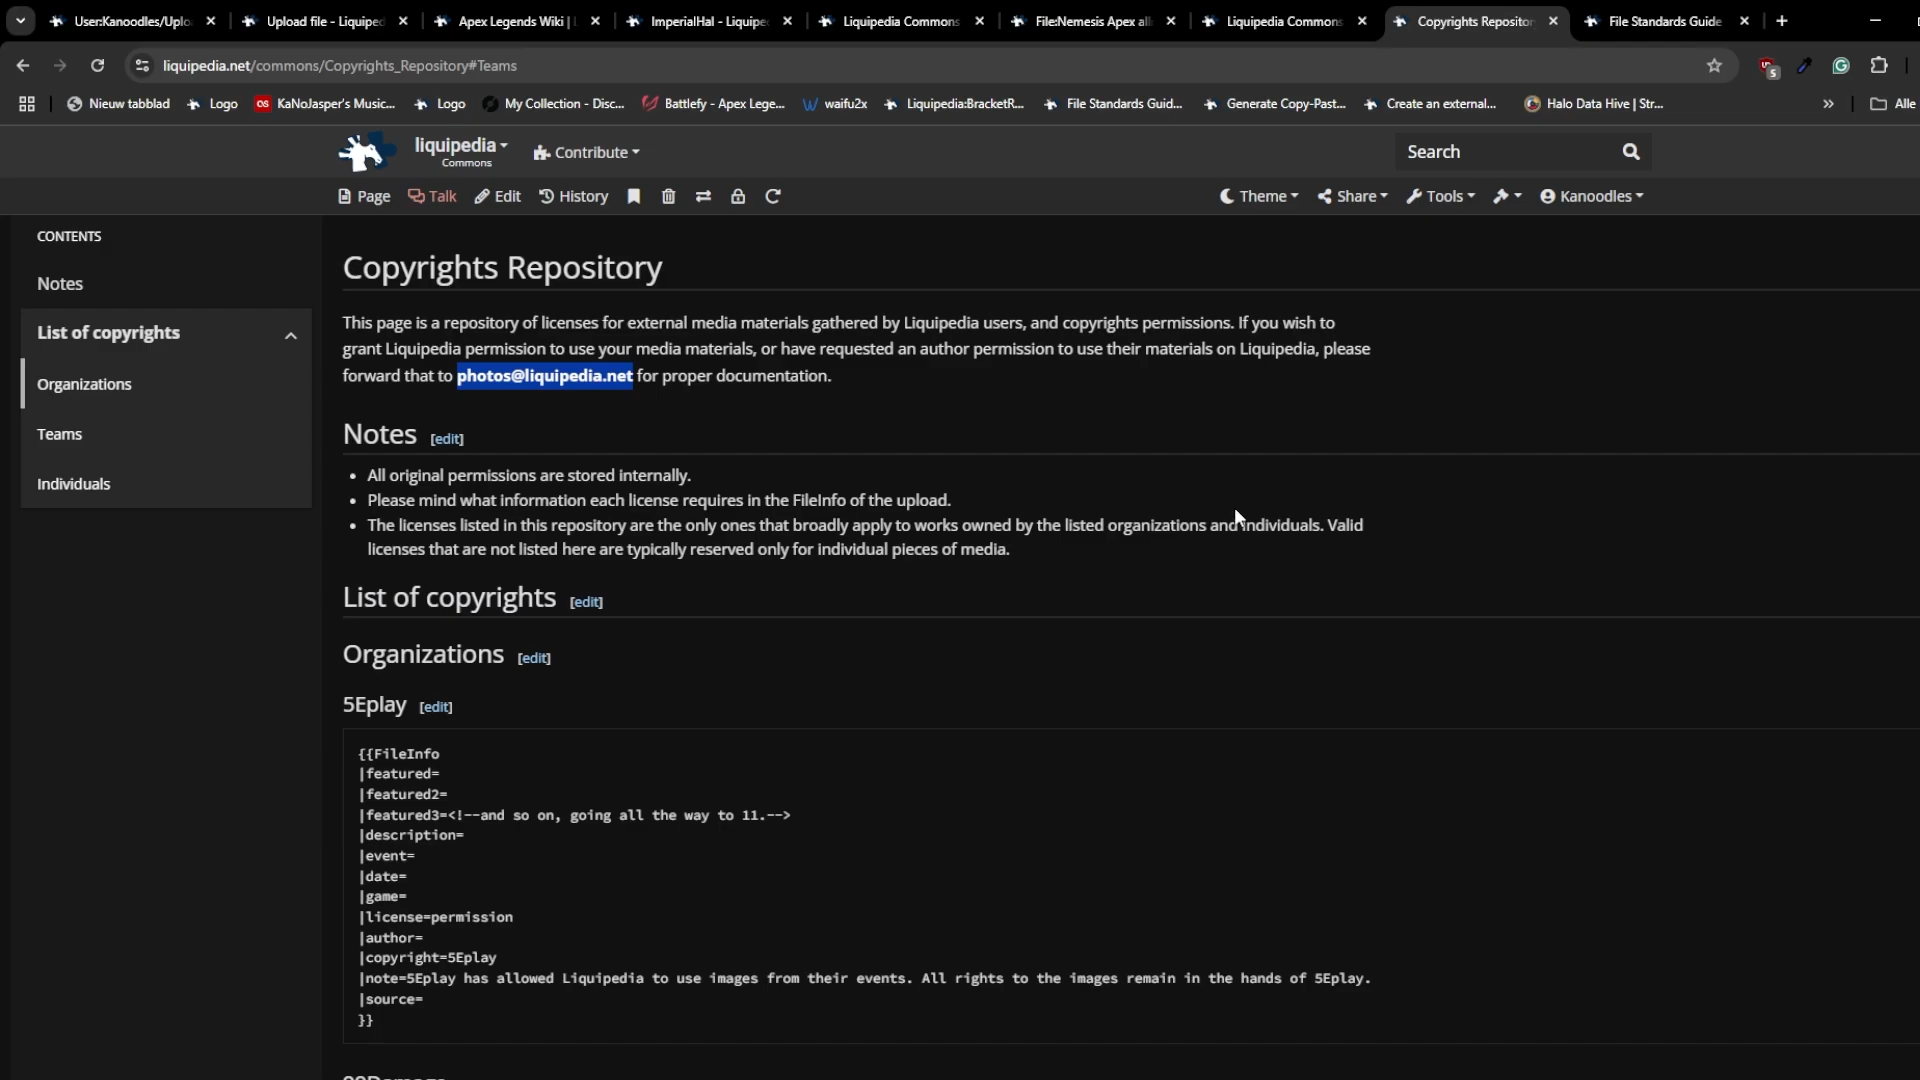 User:Kanoodles/Uplo
Upload file - Liquiped
Apex Legends Wiki |
ImperialHal - Liquipe
Liquipedia Commons
File:Nemesis Apex all
Liquipedia Commons
Copyrights Repositor
File Standards Guide
liquipedia.net/commons/Copyrights_Repository#Teams
5
Nieuw tabblad
Logo
OS
KaNoJasper's Music...
Logo
My Collection - Disc...
Battlefy - Apex Lege...
waifu2x
Liquipedia:BracketR...
File Standards Guid...
Generate Copy-Past...
Create an external...
Halo Data Hive | Str...
»
Alle
liquipedia
Commons
Contribute
Search
Page
Talk
Edit
History
Theme
Share
Tools
Kanoodles
CONTENTS
Notes
List of copyrights
Organizations
Teams
Individuals
Copyrights Repository
This page is a repository of licenses for external media materials gathered by Liquipedia users, and copyrights permissions. If you wish to
grant Liquipedia permission to use your media materials, or have requested an author permission to use their materials on Liquipedia, please
forward that to photos@liquipedia.net for proper documentation.
Notes [edit]
• All original permissions are stored internally.
• Please mind what information each license requires in the FileInfo of the upload.
• The licenses listed in this repository are the only ones that broadly apply to works owned by the listed organizations and individuals. Valid
licenses that are not listed here are typically reserved only for individual pieces of media.
List of copyrights [edit]
Organizations [edit]
5Eplay [edit]
{{FileInfo
|featured=
|featured2=
|featured3=<!--and so on, going all the way to 11.-->
|description=
|event=
|date=
|game=
|license=permission
|author=
|copyright=5Eplay
|note=5Eplay has allowed Liquipedia to use images from their events. All rights to the images remain in the hands of 5Eplay.
|source=
}}